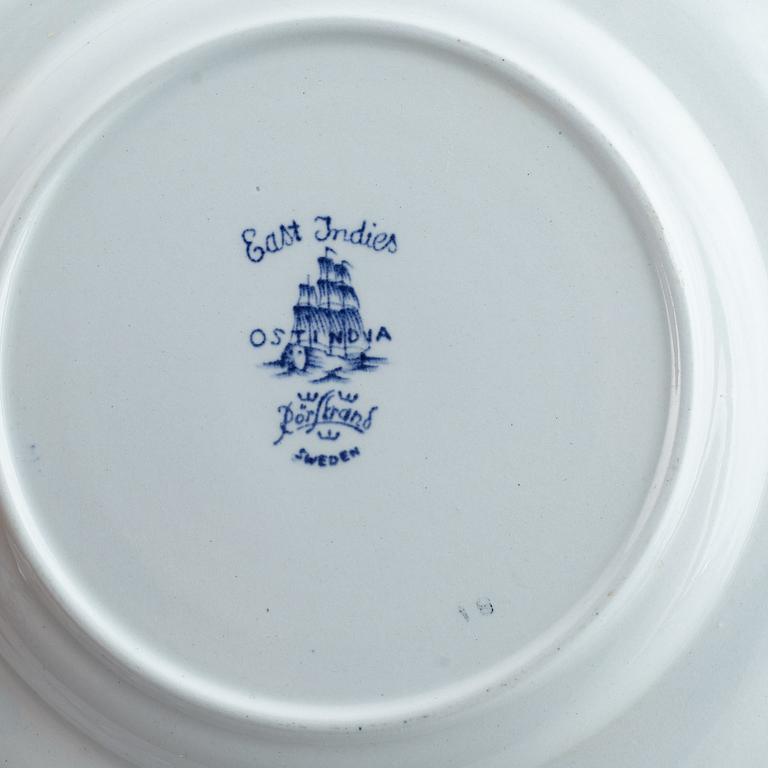 East Indies
OSTINDIA
Rörstrand
SWEDEN
18